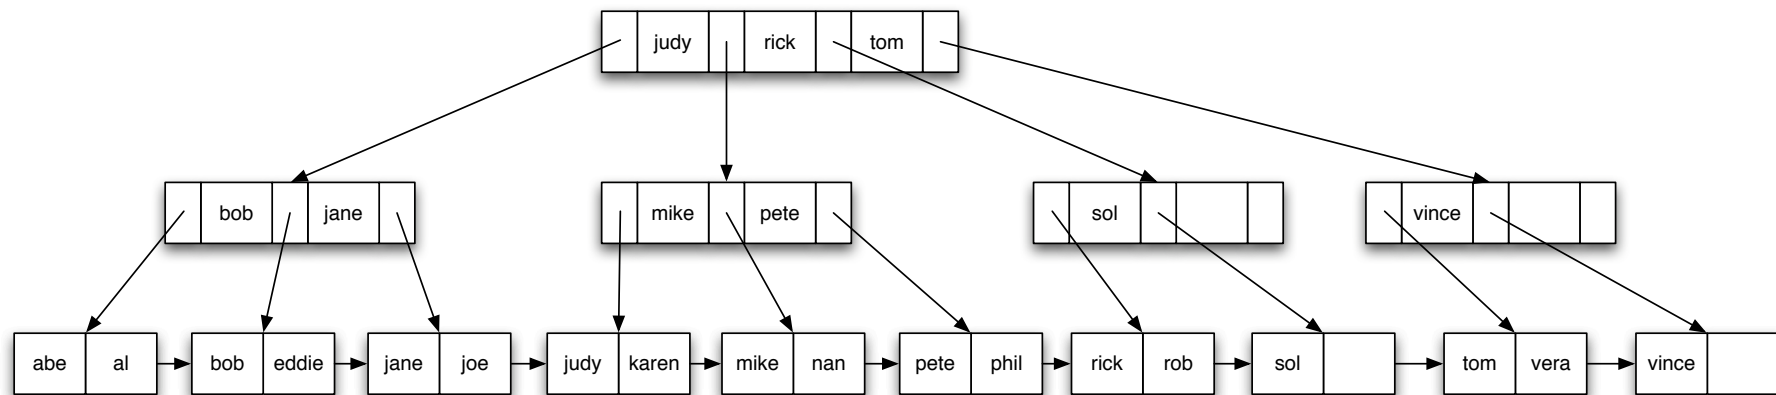 judy rick tom
bob jane mike pete sol vince
abe al bob eddie jane joe judy karen mike nan pete phil rick rob sol tom vera vince